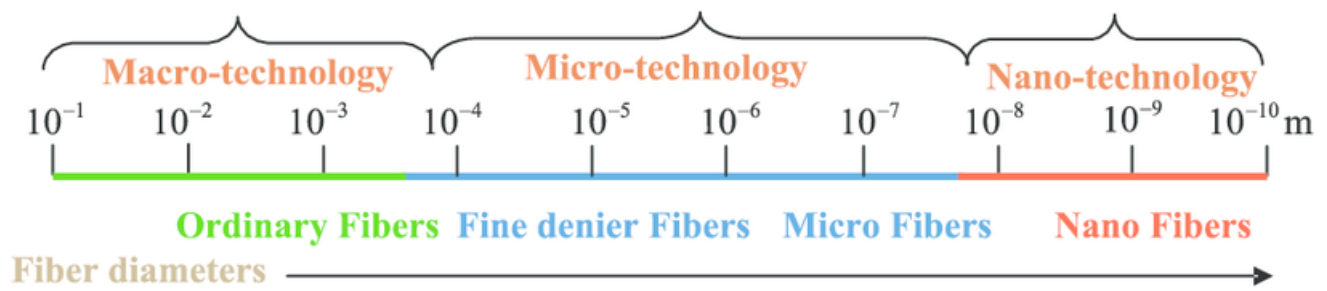 Macro-technology Micro-technology Nano-technology
10⁻¹ 10⁻² 10⁻³ 10⁻⁴ 10⁻⁵ 10⁻⁶ 10⁻⁷ 10⁻⁸ 10⁻⁹ 10⁻¹⁰ m
Ordinary Fibers Fine denier Fibers Micro Fibers Nano Fibers
Fiber diameters